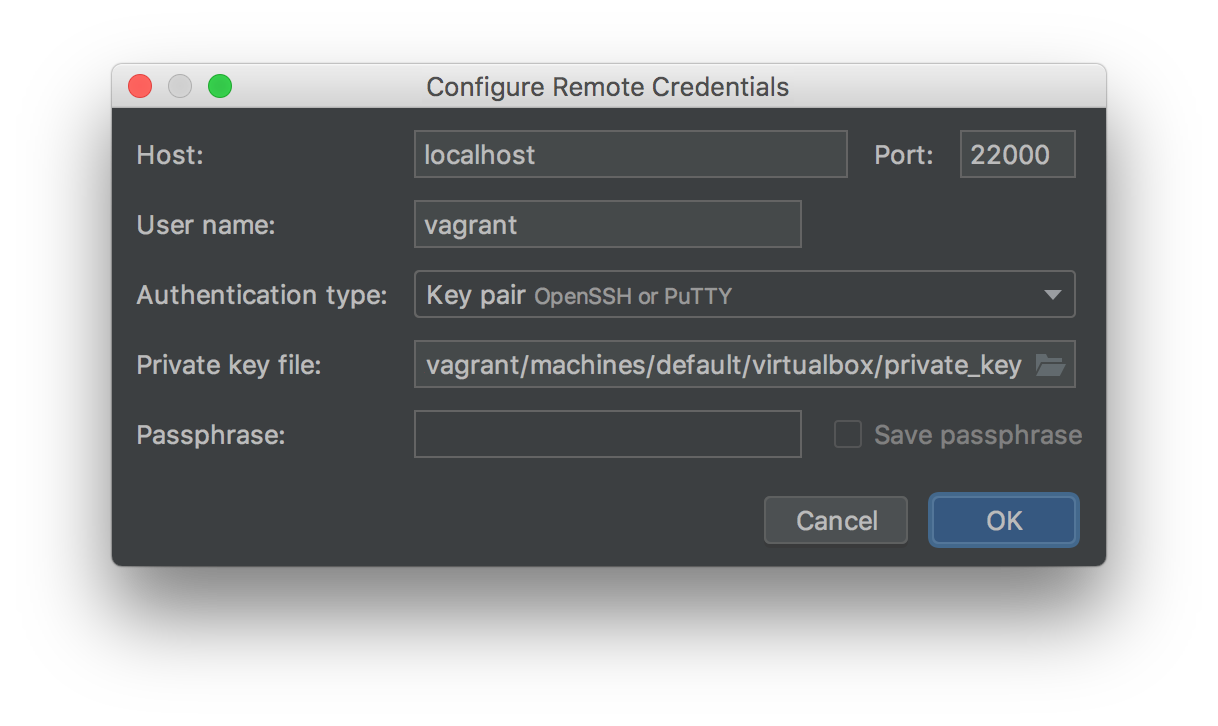 Configure Remote Credentials
Host: localhost Port: 22000
User name: vagrant
Authentication type: Key pair OpenSSH or PuTTY
Private key file: vagrant/machines/default/virtualbox/private_key
Passphrase: Save passphrase
Cancel OK